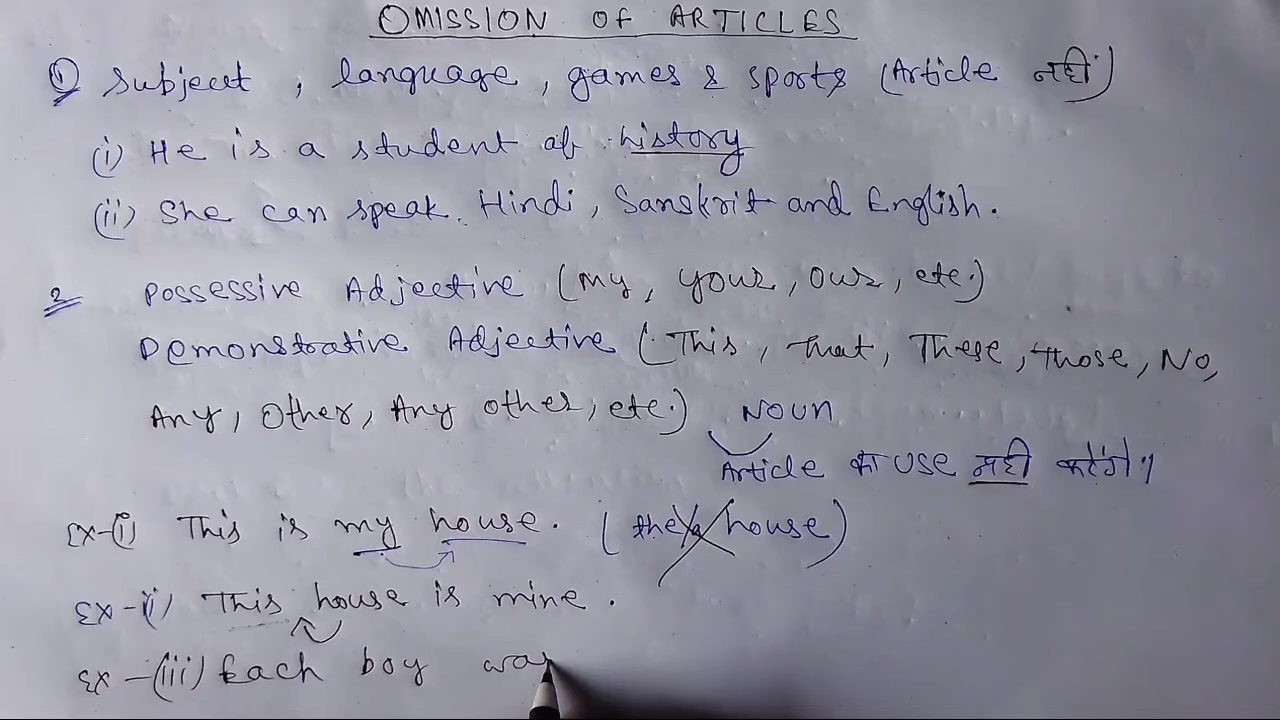 OMISSION OF ARTICLES
① Subject , language , games & sports (Article नहीं)
(i) He is a student of history
(ii) She can speak Hindi, Sanskrit and English.
2 Possessive Adjective (My, your, our, etc.)
Demonstrative Adjective (This, that, These, those, No,
Any, Other, Any other, etc.) Noun
Article का use नहीं करेंगे।
Ex-(i) This is my house. (the/a house)
Ex-(ii) This house is mine.
Ex-(iii) Each boy was